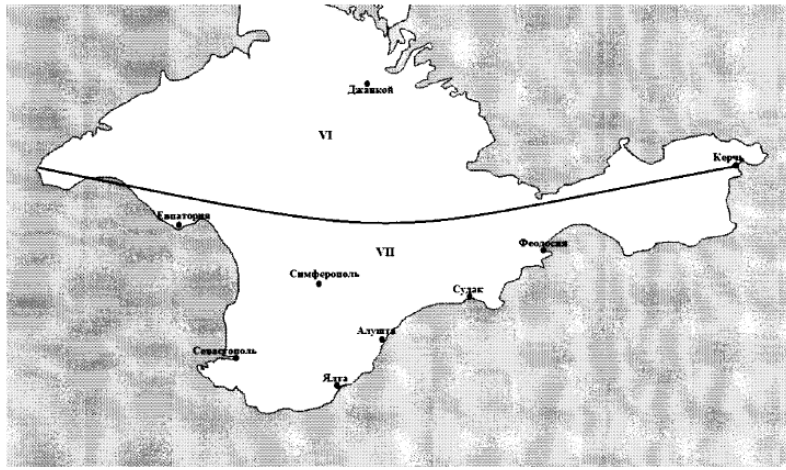 Джанкой
VI
Керчь
Евпатория
VII
Феодосия
Симферополь
Судак
Алушта
Севастополь
Ялта